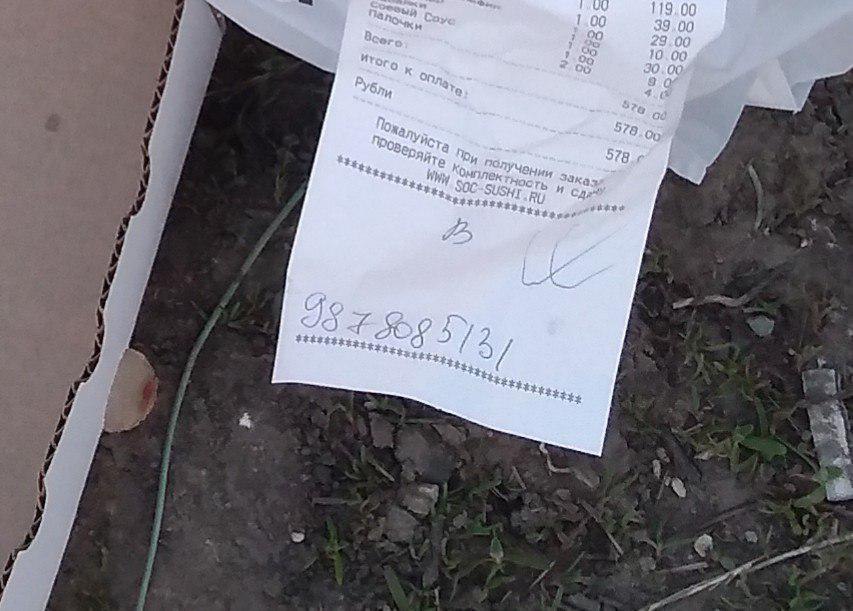 1.00 119.00
1.00 39.00
Соевый Соус 1.00 29.00
Палочки 1.00 10.00
2.00 30.00
Всего: 578.00
итого к оплате: 578.00
Рубли 578
Пожалуйста при получении заказа
проверяйте комплектность и сдачу
WWW.SOC-SUSHI.RU
*****************************************
В
9878085131
*****************************************